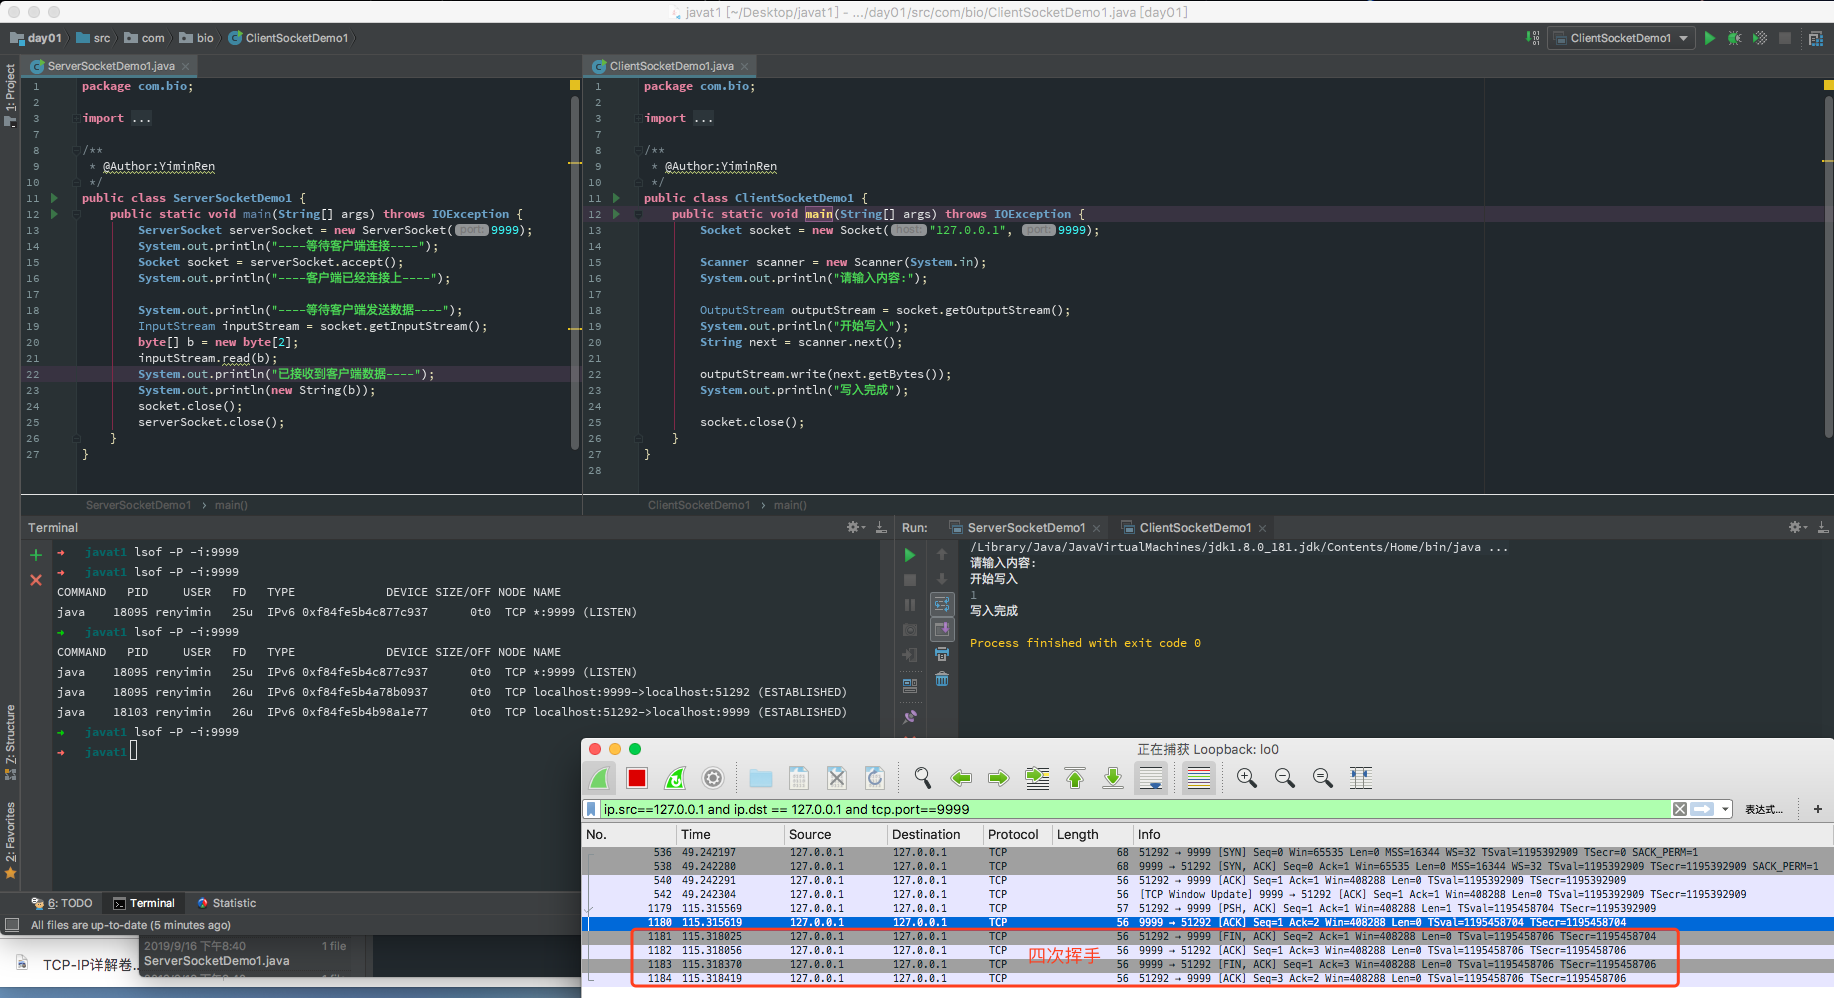 javat1 [~/Desktop/javat1] - .../day01/src/com/bio/ClientSocketDemo1.java [day01]
day01 src com bio ClientSocketDemo1
ClientSocketDemo1
1: Project
ServerSocketDemo1.java
1 package com.bio;
2
3 import ...
7
8 /**
9 * @Author:YiminRen
10 */
11 public class ServerSocketDemo1 {
12 public static void main(String[] args) throws IOException {
13 ServerSocket serverSocket = new ServerSocket( port: 9999);
14 System.out.println("----等待客户端连接----");
15 Socket socket = serverSocket.accept();
16 System.out.println("----客户端已经连接上----");
17
18 System.out.println("----等待客户端发送数据----");
19 InputStream inputStream = socket.getInputStream();
20 byte[] b = new byte[2];
21 inputStream.read(b);
22 System.out.println("已接收到客户端数据----");
23 System.out.println(new String(b));
24 socket.close();
25 serverSocket.close();
26 }
27 }
ServerSocketDemo1 › main()
ClientSocketDemo1.java
1 package com.bio;
2
3 import ...
7
8 /**
9 * @Author:YiminRen
10 */
11 public class ClientSocketDemo1 {
12 public static void main(String[] args) throws IOException {
13 Socket socket = new Socket( host: "127.0.0.1", port: 9999);
14
15 Scanner scanner = new Scanner(System.in);
16 System.out.println("请输入内容:");
17
18 OutputStream outputStream = socket.getOutputStream();
19 System.out.println("开始写入");
20 String next = scanner.next();
21
22 outputStream.write(next.getBytes());
23 System.out.println("写入完成");
24
25 socket.close();
26 }
27 }
28
ClientSocketDemo1 › main()
Terminal
➜ javat1 lsof -P -i:9999
➜ javat1 lsof -P -i:9999
COMMAND PID USER FD TYPE DEVICE SIZE/OFF NODE NAME
java 18095 renyimin 25u IPv6 0xf84fe5b4c877c937 0t0 TCP *:9999 (LISTEN)
➜ javat1 lsof -P -i:9999
COMMAND PID USER FD TYPE DEVICE SIZE/OFF NODE NAME
java 18095 renyimin 25u IPv6 0xf84fe5b4c877c937 0t0 TCP *:9999 (LISTEN)
java 18095 renyimin 26u IPv6 0xf84fe5b4a78b0937 0t0 TCP localhost:9999->localhost:51292 (ESTABLISHED)
java 18103 renyimin 26u IPv6 0xf84fe5b4b98a1e77 0t0 TCP localhost:51292->localhost:9999 (ESTABLISHED)
➜ javat1 lsof -P -i:9999
➜ javat1
Run: ServerSocketDemo1 ClientSocketDemo1
/Library/Java/JavaVirtualMachines/jdk1.8.0_181.jdk/Contents/Home/bin/java ...
请输入内容:
开始写入
1
写入完成
Process finished with exit code 0
Z: Structure
2: Favorites
6: TODO Terminal Statistic
All files are up-to-date (5 minutes ago)
2019/9/16 下午8:40 1 file
ServerSocketDemo1.java
TCP-IP详解卷...
正在捕获 Loopback: lo0
ip.src==127.0.0.1 and ip.dst == 127.0.0.1 and tcp.port==9999
表达式... +
No. Time Source Destination Protocol Length Info
536 49.242197 127.0.0.1 127.0.0.1 TCP 68 51292 → 9999 [SYN] Seq=0 Win=65535 Len=0 MSS=16344 WS=32 TSval=1195392909 TSecr=0 SACK_PERM=1
538 49.242280 127.0.0.1 127.0.0.1 TCP 68 9999 → 51292 [SYN, ACK] Seq=0 Ack=1 Win=65535 Len=0 MSS=16344 WS=32 TSval=1195392909 TSecr=1195392909 SACK_PERM=1
540 49.242291 127.0.0.1 127.0.0.1 TCP 56 51292 → 9999 [ACK] Seq=1 Ack=1 Win=408288 Len=0 TSval=1195392909 TSecr=1195392909
542 49.242304 127.0.0.1 127.0.0.1 TCP 56 [TCP Window Update] 9999 → 51292 [ACK] Seq=1 Ack=1 Win=408288 Len=0 TSval=1195392909 TSecr=1195392909
1179 115.315569 127.0.0.1 127.0.0.1 TCP 57 51292 → 9999 [PSH, ACK] Seq=1 Ack=1 Win=408288 Len=1 TSval=1195458704 TSecr=1195392909
1180 115.315619 127.0.0.1 127.0.0.1 TCP 56 9999 → 51292 [ACK] Seq=1 Ack=2 Win=408288 Len=0 TSval=1195458704 TSecr=1195458704
1181 115.318025 127.0.0.1 127.0.0.1 TCP 56 51292 → 9999 [FIN, ACK] Seq=2 Ack=1 Win=408288 Len=0 TSval=1195458706 TSecr=1195458704
1182 115.318056 127.0.0.1 127.0.0.1 TCP 56 9999 → 51292 [ACK] Seq=1 Ack=3 Win=408288 Len=0 TSval=1195458706 TSecr=1195458706
四次挥手
1183 115.318370 127.0.0.1 127.0.0.1 TCP 56 9999 → 51292 [FIN, ACK] Seq=1 Ack=3 Win=408288 Len=0 TSval=1195458706 TSecr=1195458706
1184 115.318419 127.0.0.1 127.0.0.1 TCP 56 51292 → 9999 [ACK] Seq=3 Ack=2 Win=408288 Len=0 TSval=1195458706 TSecr=1195458706